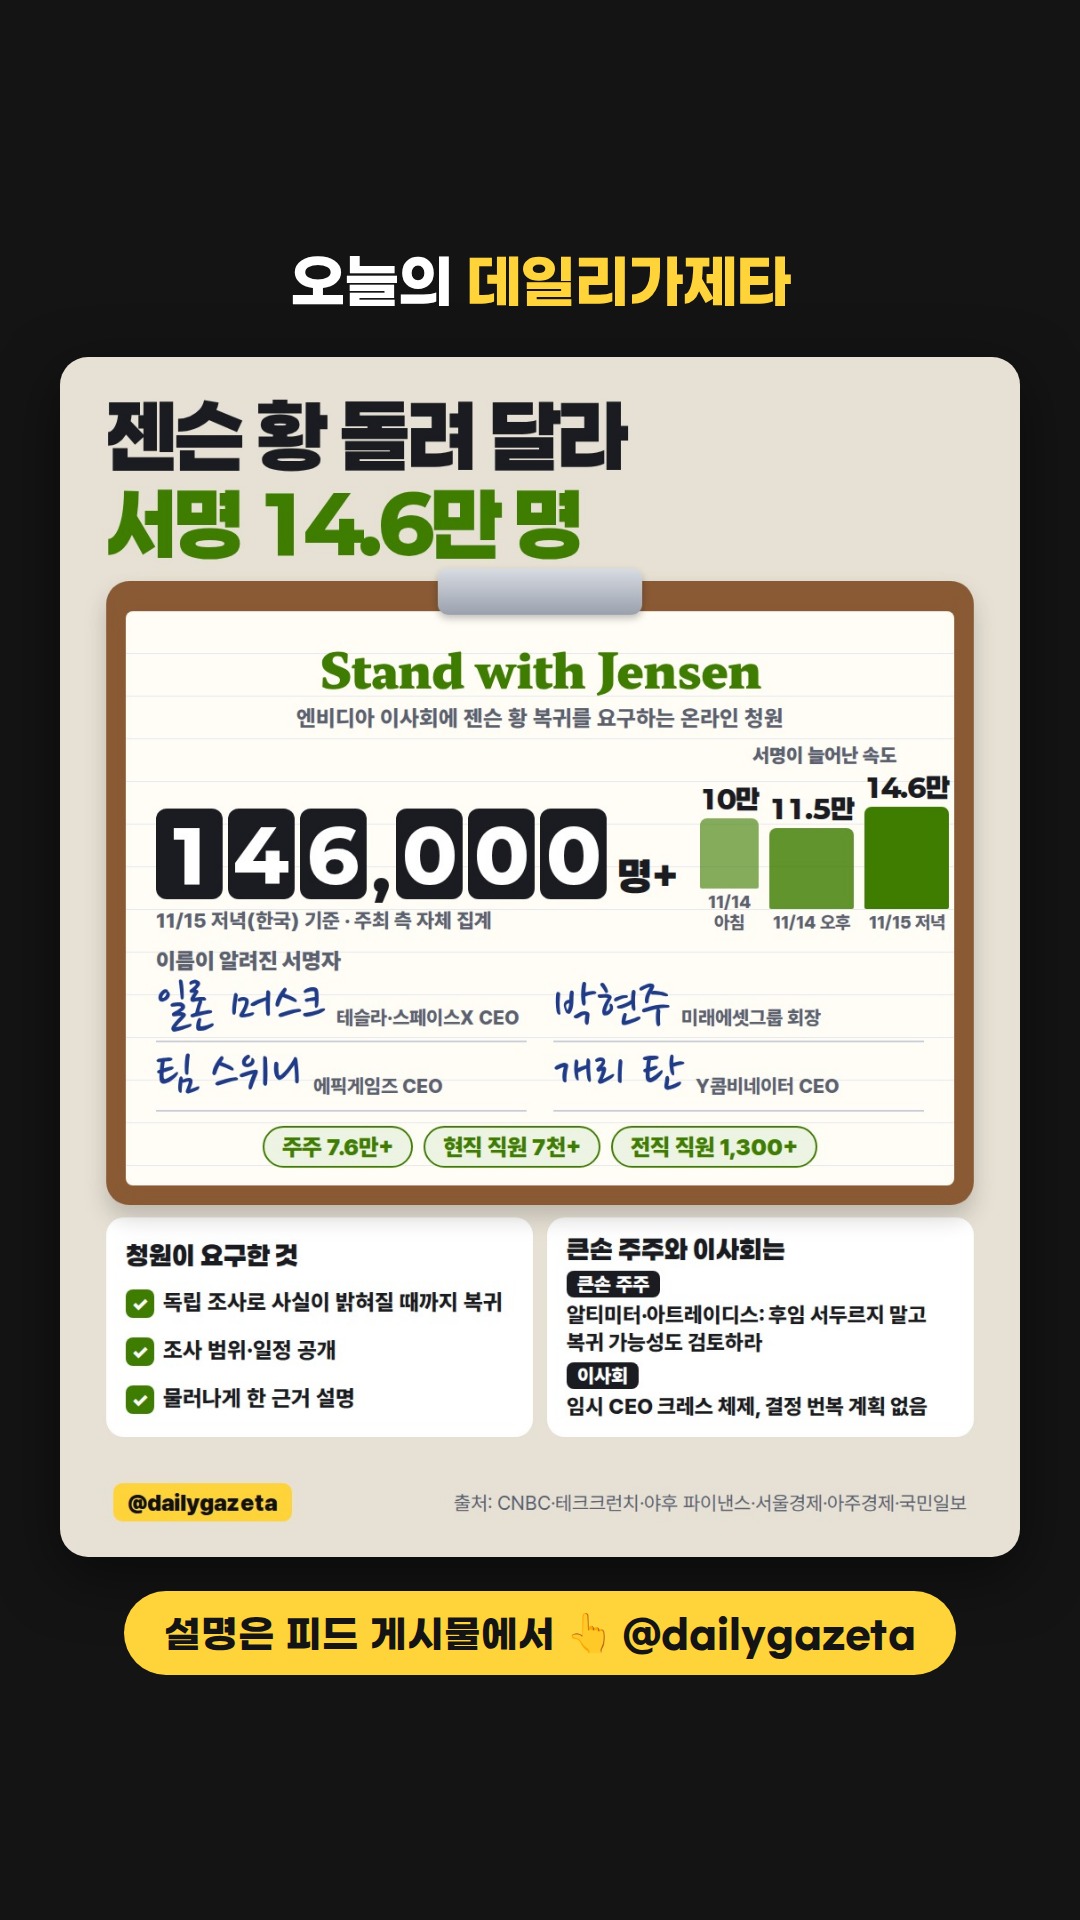 오늘의 데일리가제타
젠슨 황 돌려 달라
서명 14.6만 명
Stand with Jensen
엔비디아 이사회에 젠슨 황 복귀를 요구하는 온라인 청원
서명이 늘어난 속도
10만 11.5만 14.6만
146,000 명+
11/14 아침
11/14 오후
11/15 저녁
11/15 저녁(한국) 기준 · 주최 측 자체 집계
이름이 알려진 서명자
일론 머스크 테슬라·스페이스X CEO
박현주 미래에셋그룹 회장
팀 스위니 에픽게임즈 CEO
개리 탄 Y콤비네이터 CEO
주주 7.6만+
현직 직원 7천+
전직 직원 1,300+
청원이 요구한 것
독립 조사로 사실이 밝혀질 때까지 복귀
조사 범위·일정 공개
물러나게 한 근거 설명
큰손 주주와 이사회는
큰손 주주
알티미터·아트레이디스: 후임 서두르지 말고
복귀 가능성도 검토하라
이사회
임시 CEO 크레스 체제, 결정 번복 계획 없음
@dailygazeta
출처: CNBC·테크크런치·야후 파이낸스·서울경제·아주경제·국민일보
설명은 피드 게시물에서 👆 @dailygazeta